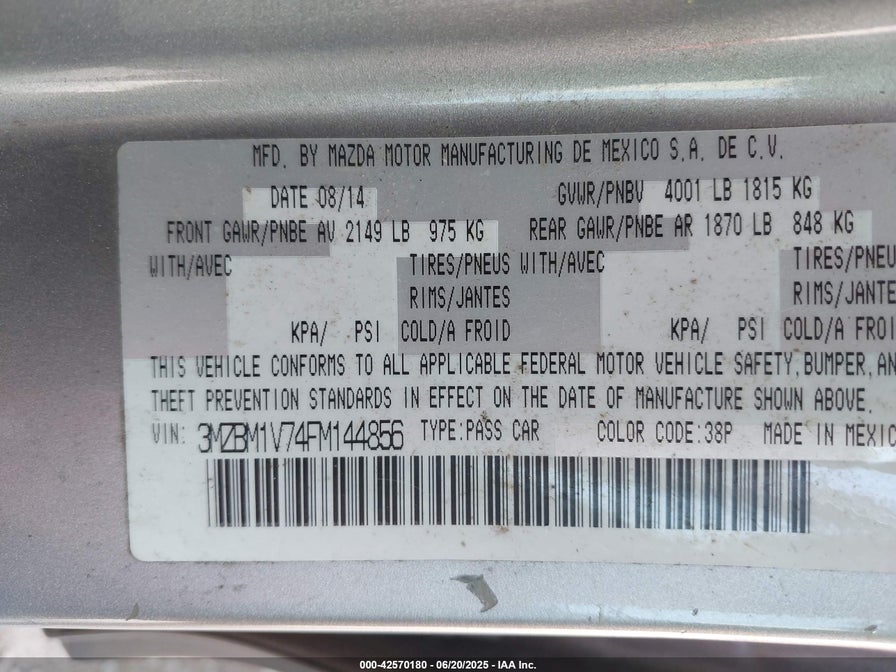 MFD. BY MAZDA MOTOR MANUFACTURING DE MEXICO S.A. DE C.V.
DATE 08/14 GVWR/PNBV 4001 LB 1815 KG
FRONT GAWR/PNBE AV 2149 LB 975 KG REAR GAWR/PNBE AR 1870 LB 848 KG
WITH/AVEC TIRES/PNEUS WITH/AVEC TIRES/PNEU
RIMS/JANTES RIMS/JANTE
KPA/ PSI COLD/A FROID KPA/ PSI COLD/A FROI
THIS VEHICLE CONFORMS TO ALL APPLICABLE FEDERAL MOTOR VEHICLE SAFETY, BUMPER, AN
THEFT PREVENTION STANDARDS IN EFFECT ON THE DATE OF MANUFACTURE SHOWN ABOVE.
VIN: 3MZBM1V74FM144856 TYPE:PASS CAR COLOR CODE:38P MADE IN MEXIC
000-42570180 - 06/20/2025 - IAA Inc.